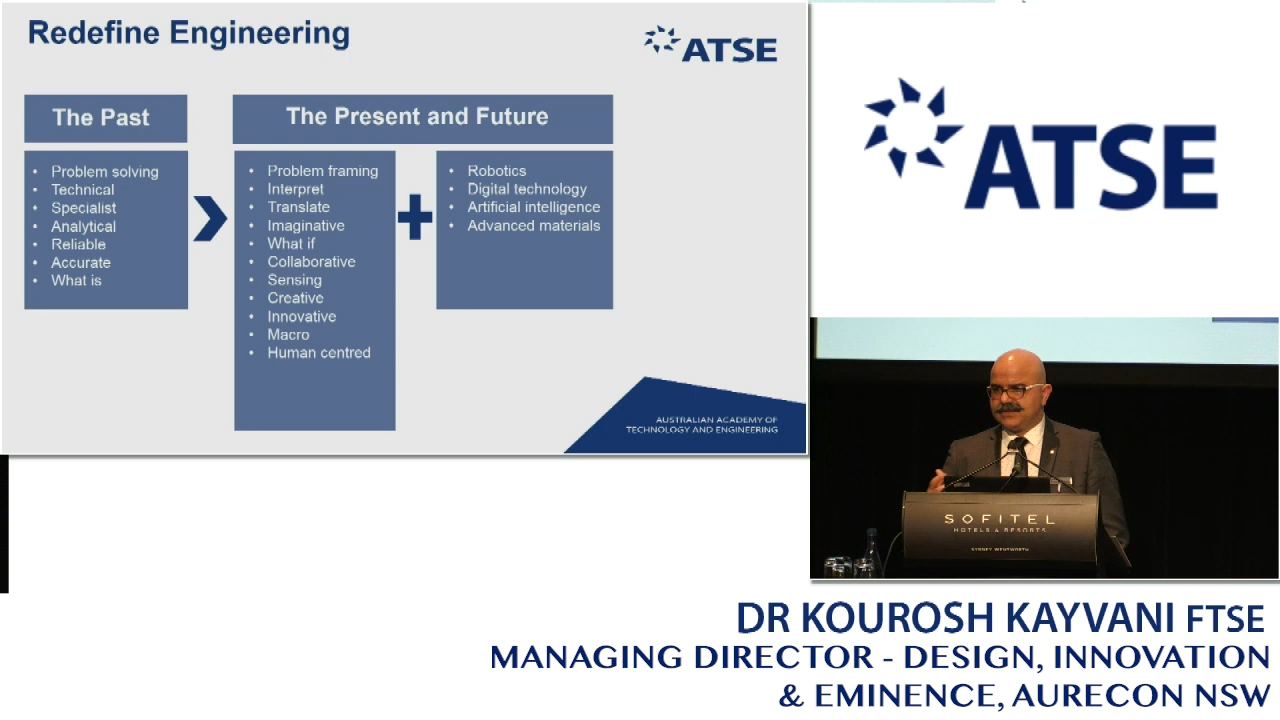 Redefine Engineering
ATSE
The Past
The Present and Future
• Problem solving
• Technical
• Specialist
• Analytical
• Reliable
• Accurate
• What is
• Problem framing
• Interpret
• Translate
• Imaginative
• What if
• Collaborative
• Sensing
• Creative
• Innovative
• Macro
• Human centred
+
• Robotics
• Digital technology
• Artificial intelligence
• Advanced materials
AUSTRALIAN ACADEMY OF
TECHNOLOGY AND ENGINEERING
ATSE
SOFITEL
HOTELS & RESORTS
SYDNEY WENTWORTH
DR KOUROSH KAYVANI FTSE
MANAGING DIRECTOR - DESIGN, INNOVATION
& EMINENCE, AURECON NSW